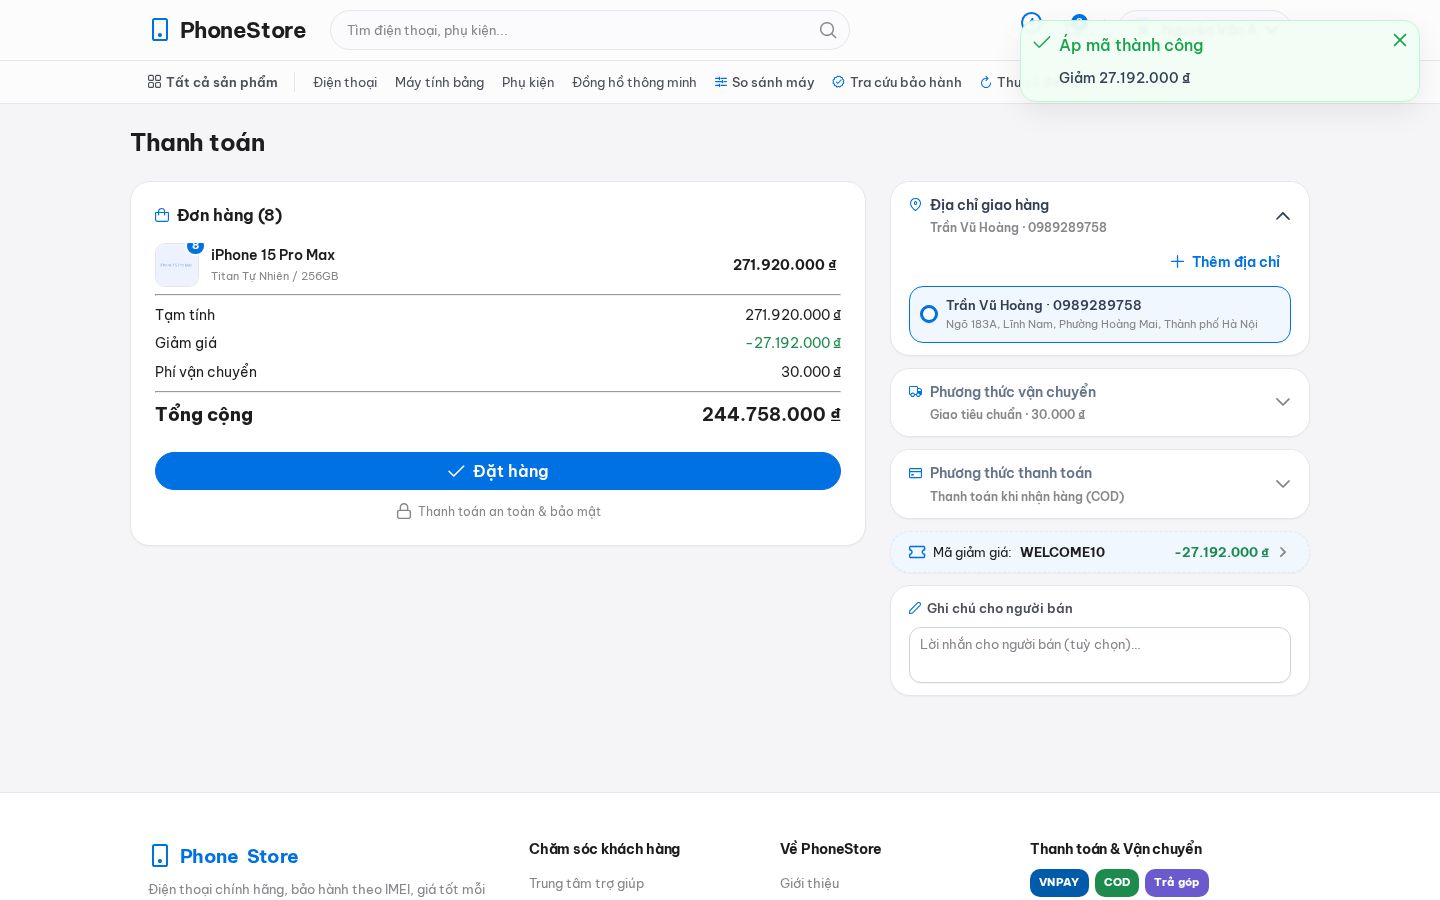 PhoneStore
Tìm điện thoại, phụ kiện...
Áp mã thành công
Giảm 27.192.000 ₫
Tất cả sản phẩm
Điện thoại
Máy tính bảng
Phụ kiện
Đồng hồ thông minh
So sánh máy
Tra cứu bảo hành
Thu
Thanh toán
Đơn hàng (8)
8
iPhone 15 Pro Max
Titan Tự Nhiên / 256GB
271.920.000 ₫
Tạm tính 271.920.000 ₫
Giảm giá -27.192.000 ₫
Phí vận chuyển 30.000 ₫
Tổng cộng 244.758.000 ₫
Đặt hàng
Thanh toán an toàn & bảo mật
Địa chỉ giao hàng
Trần Vũ Hoàng · 0989289758
Thêm địa chỉ
Trần Vũ Hoàng · 0989289758
Ngõ 183A, Lĩnh Nam, Phường Hoàng Mai, Thành phố Hà Nội
Phương thức vận chuyển
Giao tiêu chuẩn · 30.000 ₫
Phương thức thanh toán
Thanh toán khi nhận hàng (COD)
Mã giảm giá: WELCOME10 -27.192.000 ₫
Ghi chú cho người bán
Lời nhắn cho người bán (tuỳ chọn)...
Phone Store
Điện thoại chính hãng, bảo hành theo IMEI, giá tốt mỗi
Chăm sóc khách hàng
Trung tâm trợ giúp
Về PhoneStore
Giới thiệu
Thanh toán & Vận chuyển
VNPAY
COD
Trả góp